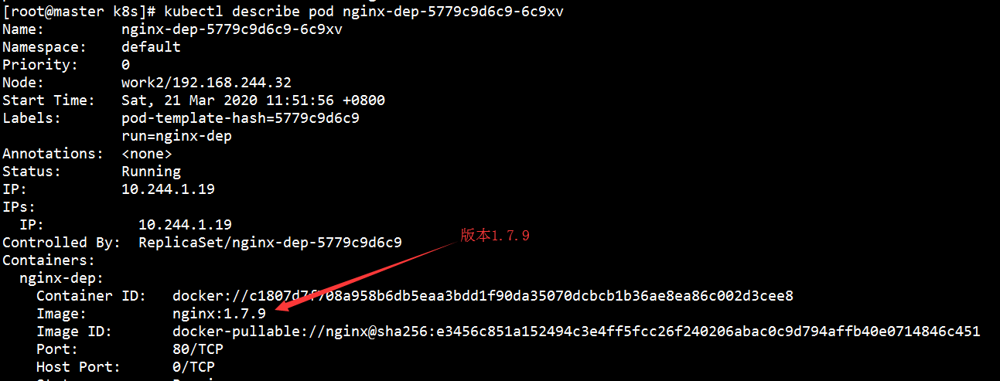 [root@master k8s]# kubectl describe pod nginx-dep-5779c9d6c9-6c9xv
Name:         nginx-dep-5779c9d6c9-6c9xv
Namespace:    default
Priority:     0
Node:         work2/192.168.244.32
Start Time:   Sat, 21 Mar 2020 11:51:56 +0800
Labels:       pod-template-hash=5779c9d6c9
              run=nginx-dep
Annotations:  <none>
Status:       Running
IP:           10.244.1.19
IPs:
  IP:           10.244.1.19
版本1.7.9
Controlled By:  ReplicaSet/nginx-dep-5779c9d6c9
Containers:
  nginx-dep:
    Container ID:   docker://c1807d7f708a958b6db5eaa3bdd1f90da35070dcbcb1b36ae8ea86c002d3cee8
    Image:          nginx:1.7.9
    Image ID:       docker-pullable://nginx@sha256:e3456c851a152494c3e4ff5fcc26f240206abac0c9d794affb40e0714846c451
    Port:           80/TCP
    Host Port:      0/TCP